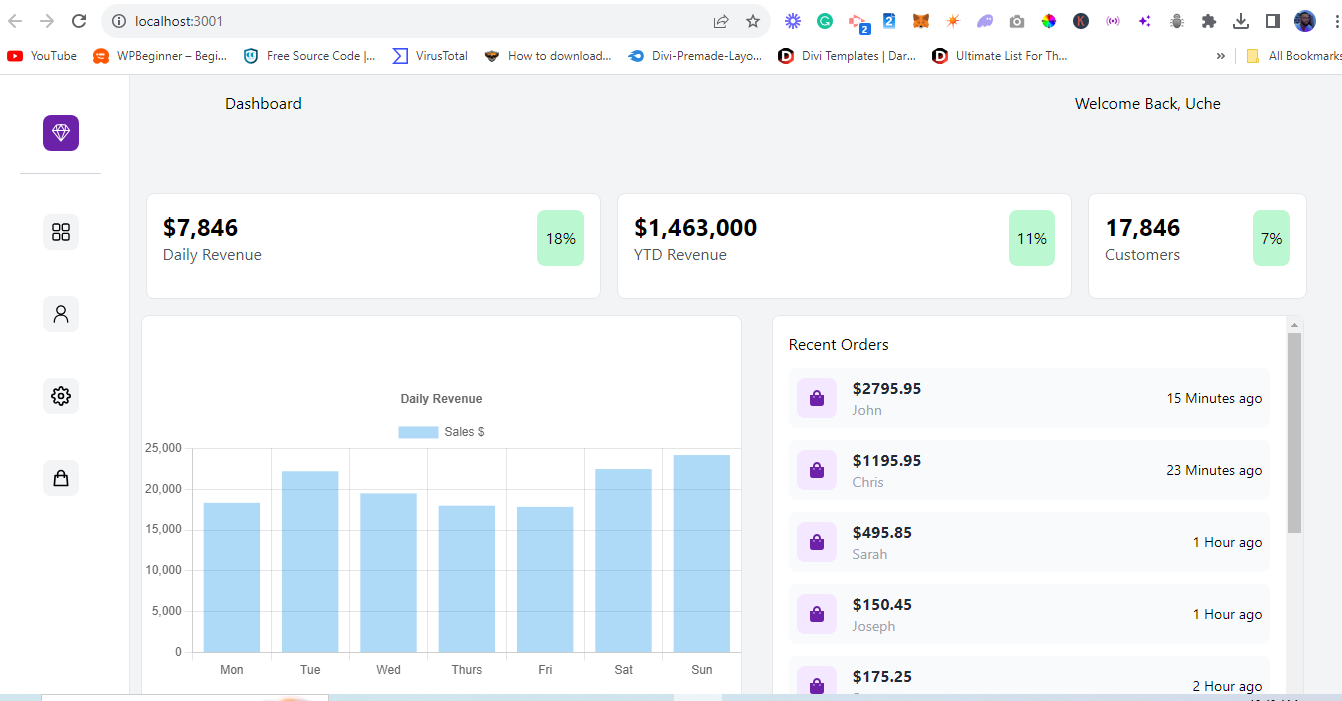 localhost:3001
2
2
K
YouTube
WPBeginner – Begi...
Free Source Code |...
VirusTotal
How to download...
Divi-Premade-Layo...
Divi Templates | Dar...
Ultimate List For Th...
»
All Bookmarks
Dashboard
Welcome Back, Uche
$7,846
Daily Revenue
18%
$1,463,000
YTD Revenue
11%
17,846
Customers
7%
Daily Revenue
Sales $
25,000
20,000
15,000
10,000
5,000
0
Mon Tue Wed Thurs Fri Sat Sun
Recent Orders
$2795.95
John
15 Minutes ago
$1195.95
Chris
23 Minutes ago
$495.85
Sarah
1 Hour ago
$150.45
Joseph
1 Hour ago
$175.25
2 Hour ago